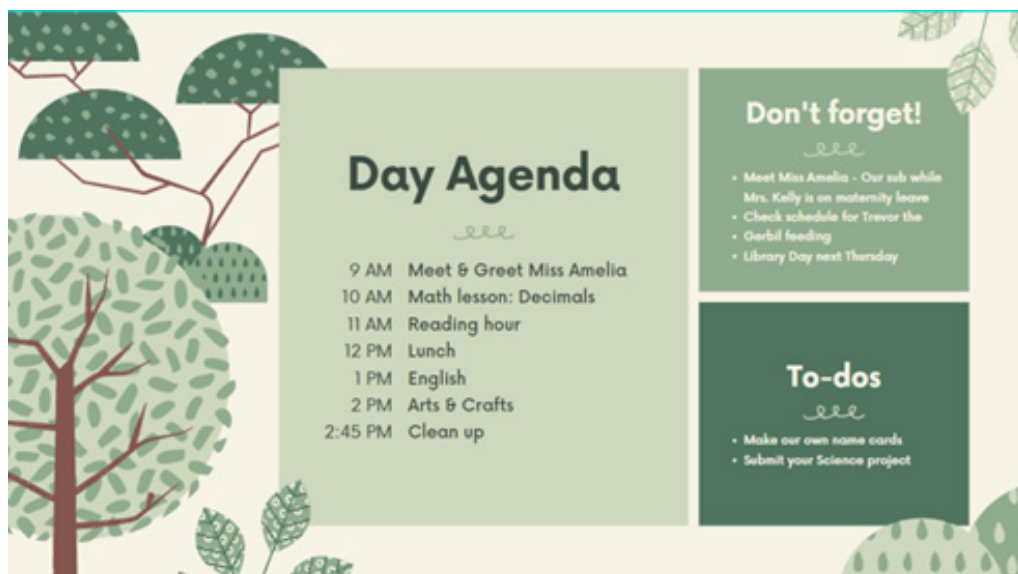 Day Agenda
9 AM Meet & Greet Miss Amelia
10 AM Math lesson: Decimals
11 AM Reading hour
12 PM Lunch
1 PM English
2 PM Arts & Crafts
2:45 PM Clean up
Don't forget!
• Meet Miss Amelia - Our sub while
Mrs. Kelly is on maternity leave
• Check schedule for Trevor the
• Gerbil feeding
• Library Day next Thursday
To-dos
• Make our own name cards
• Submit your Science project